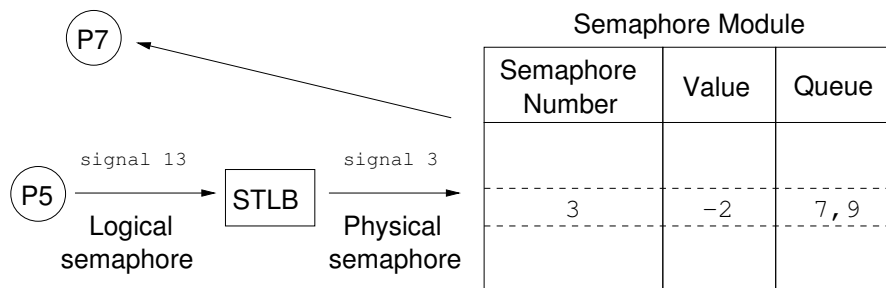 P7
Semaphore Module
Semaphore Number
Value
Queue
P5
signal 13
Logical semaphore
STLB
signal 3
Physical semaphore
3
−2
7,9